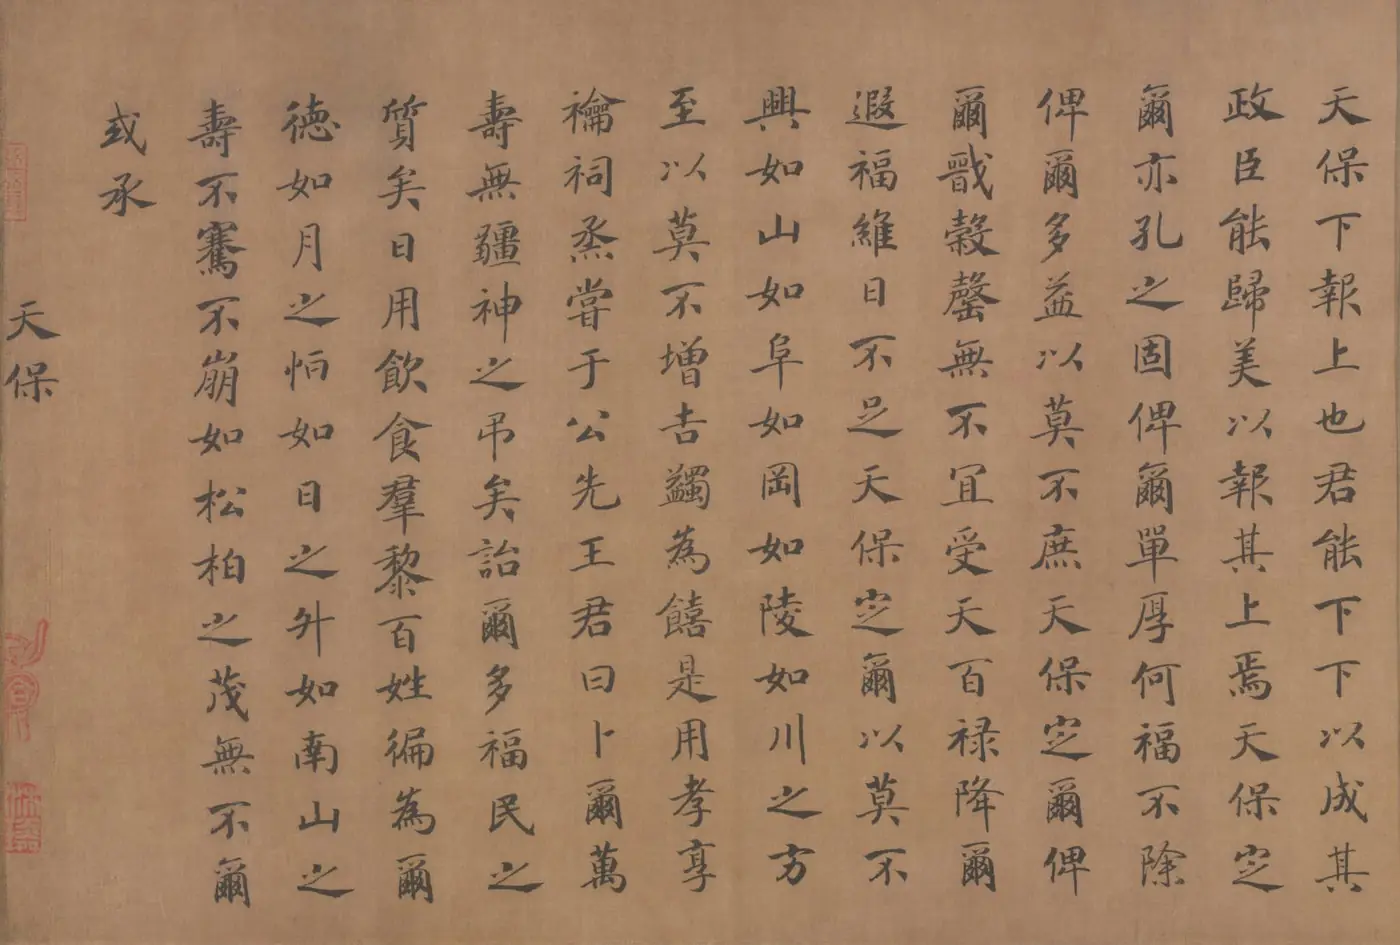 天保下報上也君能下下以成其
政臣能歸美以報其上焉天保定
爾亦孔之固俾爾單厚何福不除
俾爾多益以莫不庶天保定爾俾
爾戩穀罄無不宜受天百禄降爾
遐福維日不足天保定爾以莫不
興如山如阜如岡如陵如川之方
至以莫不增吉蠲為饎是用孝享
禴祠烝嘗于公先王君曰卜爾萬
壽無疆神之弔矣詒爾多福民之
質矣日用飲食羣黎百姓徧為爾
德如月之恒如日之升如南山之
壽不騫不崩如松柏之茂無不爾
或承
天保